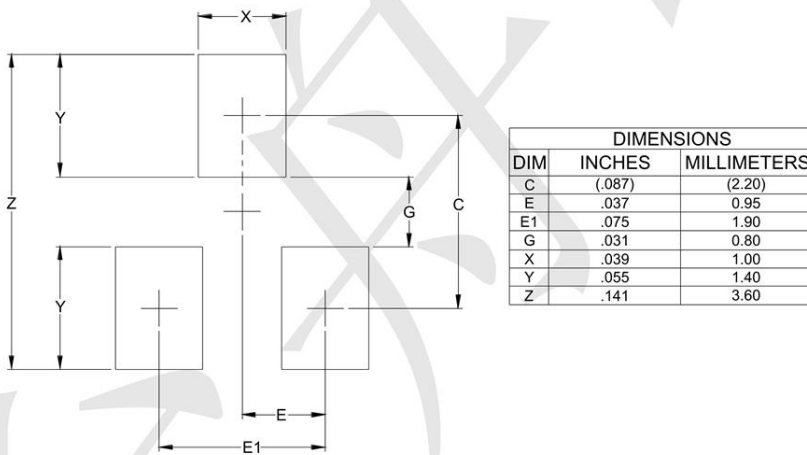 X
Y
Z
G
C
Y
E
E1
DIMENSIONS
DIM INCHES MILLIMETERS
C (.087) (2.20)
E .037 0.95
E1 .075 1.90
G .031 0.80
X .039 1.00
Y .055 1.40
Z .141 3.60